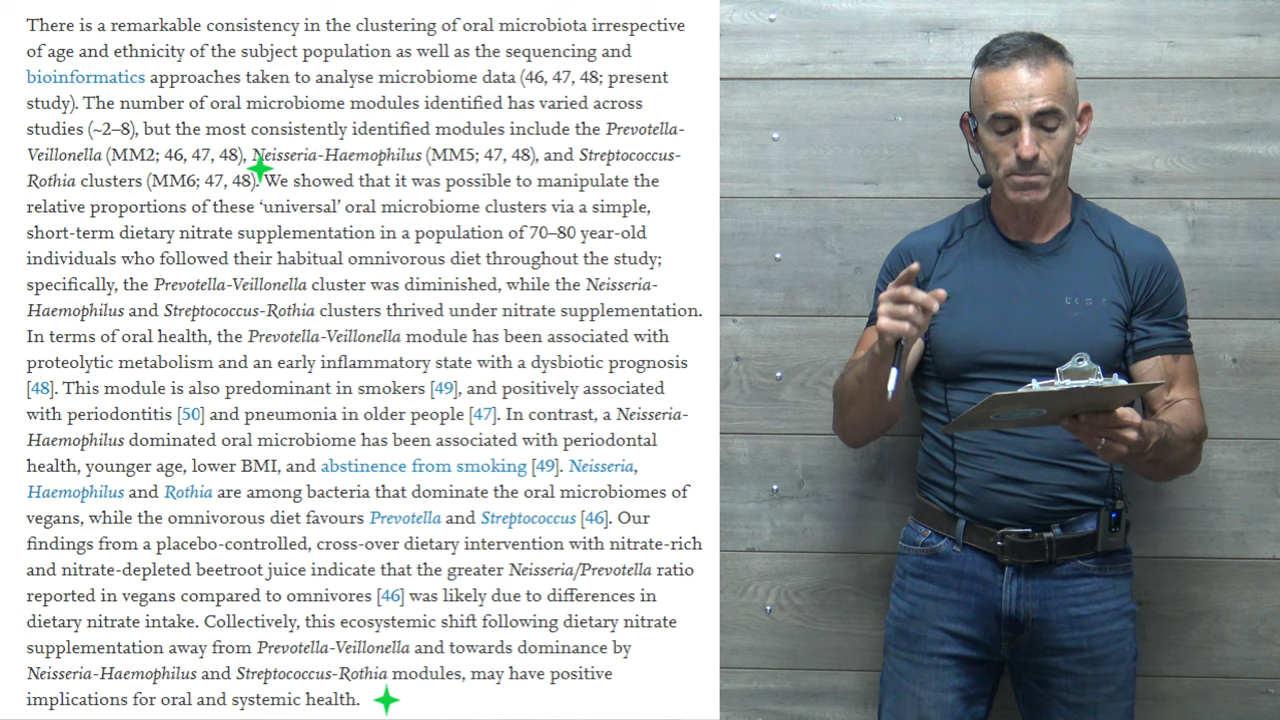 There is a remarkable consistency in the clustering of oral microbiota irrespective
of age and ethnicity of the subject population as well as the sequencing and
bioinformatics approaches taken to analyse microbiome data (46, 47, 48; present
study). The number of oral microbiome modules identified has varied across
studies (~2–8), but the most consistently identified modules include the Prevotella-
Veillonella (MM2; 46, 47, 48), Neisseria-Haemophilus (MM5; 47, 48), and Streptococcus-
Rothia clusters (MM6; 47, 48). We showed that it was possible to manipulate the
relative proportions of these ‘universal’ oral microbiome clusters via a simple,
short-term dietary nitrate supplementation in a population of 70–80 year-old
individuals who followed their habitual omnivorous diet throughout the study;
specifically, the Prevotella-Veillonella cluster was diminished, while the Neisseria-
Haemophilus and Streptococcus-Rothia clusters thrived under nitrate supplementation.
In terms of oral health, the Prevotella-Veillonella module has been associated with
proteolytic metabolism and an early inflammatory state with a dysbiotic prognosis
[48]. This module is also predominant in smokers [49], and positively associated
with periodontitis [50] and pneumonia in older people [47]. In contrast, a Neisseria-
Haemophilus dominated oral microbiome has been associated with periodontal
health, younger age, lower BMI, and abstinence from smoking [49]. Neisseria,
Haemophilus and Rothia are among bacteria that dominate the oral microbiomes of
vegans, while the omnivorous diet favours Prevotella and Streptococcus [46]. Our
findings from a placebo-controlled, cross-over dietary intervention with nitrate-rich
and nitrate-depleted beetroot juice indicate that the greater Neisseria/Prevotella ratio
reported in vegans compared to omnivores [46] was likely due to differences in
dietary nitrate intake. Collectively, this ecosystemic shift following dietary nitrate
supplementation away from Prevotella-Veillonella and towards dominance by
Neisseria-Haemophilus and Streptococcus-Rothia modules, may have positive
implications for oral and systemic health.